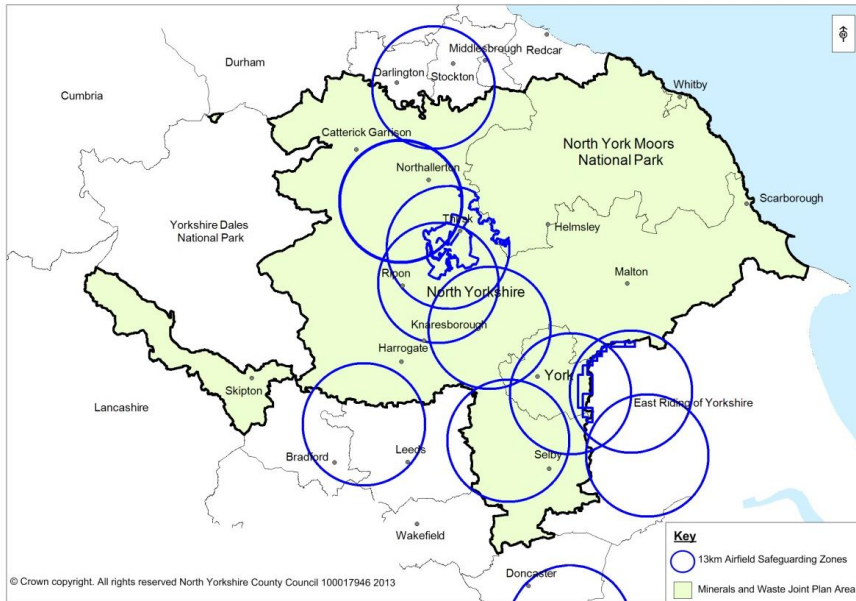 Durham
Cumbria
Middlesbrough
Redcar
Darlington
Stockton
Whitby
Catterick Garrison
North York Moors
National Park
Northallerton
Scarborough
Yorkshire Dales
National Park
Thirsk
Helmsley
Ripon
Malton
North Yorkshire
Knaresborough
Harrogate
York
Skipton
East Riding of Yorkshire
Lancashire
Bradford
Leeds
Selby
Wakefield
Doncaster
Key
13km Airfield Safeguarding Zones
Minerals and Waste Joint Plan Area
© Crown copyright. All rights reserved North Yorkshire County Council 100017946 2013